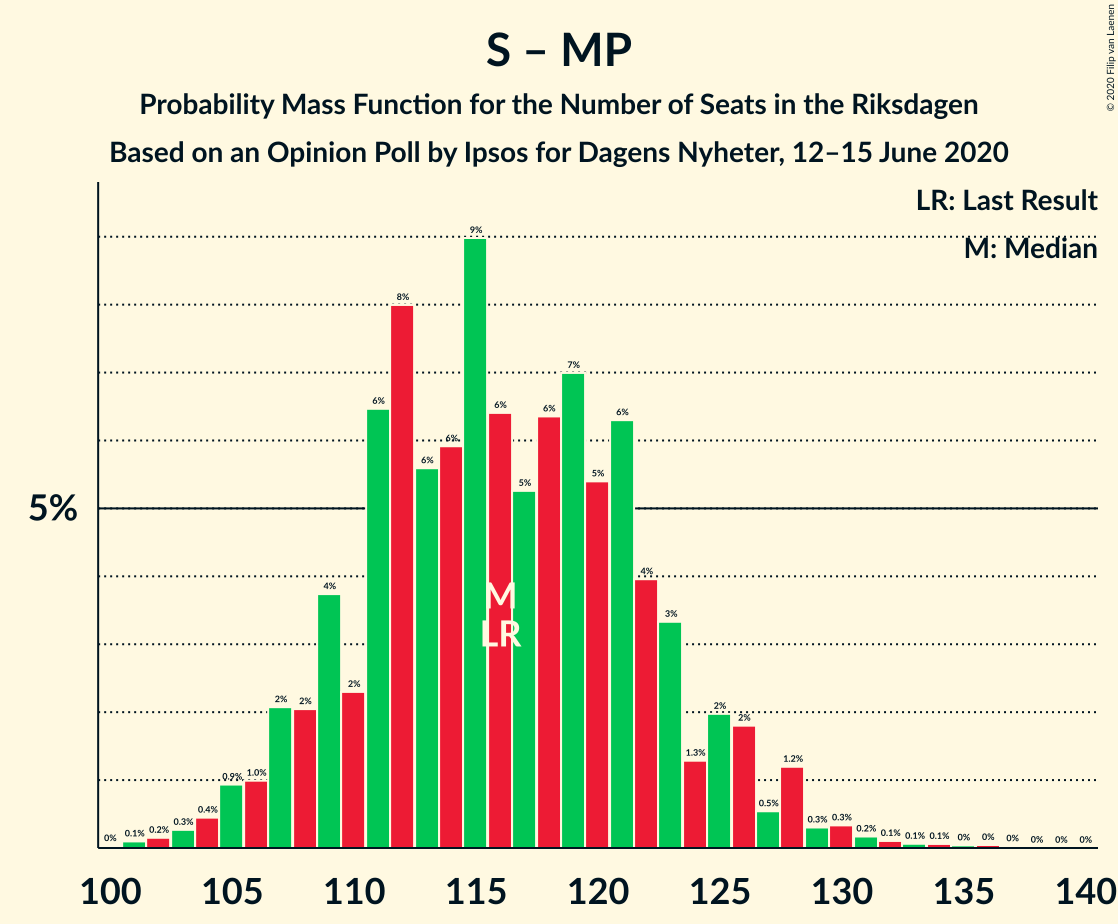 S – MP
Probability Mass Function for the Number of Seats in the Riksdagen
Based on an Opinion Poll by Ipsos for Dagens Nyheter, 12–15 June 2020
© 2020 Filip van Laenen
LR: Last Result
M: Median
5%
0% 0.1% 0.2% 0.3% 0.4% 0.9% 1.0% 2% 2% 4% 2% 6% 8% 6% 6% 9% 6% 5% 6% 7% 5% 6% 4% 3% 1.3% 2% 2% 0.5% 1.2% 0.3% 0.3% 0.2% 0.1% 0.1% 0.1% 0% 0% 0% 0% 0% 0%
M
LR
100 105 110 115 120 125 130 135 140